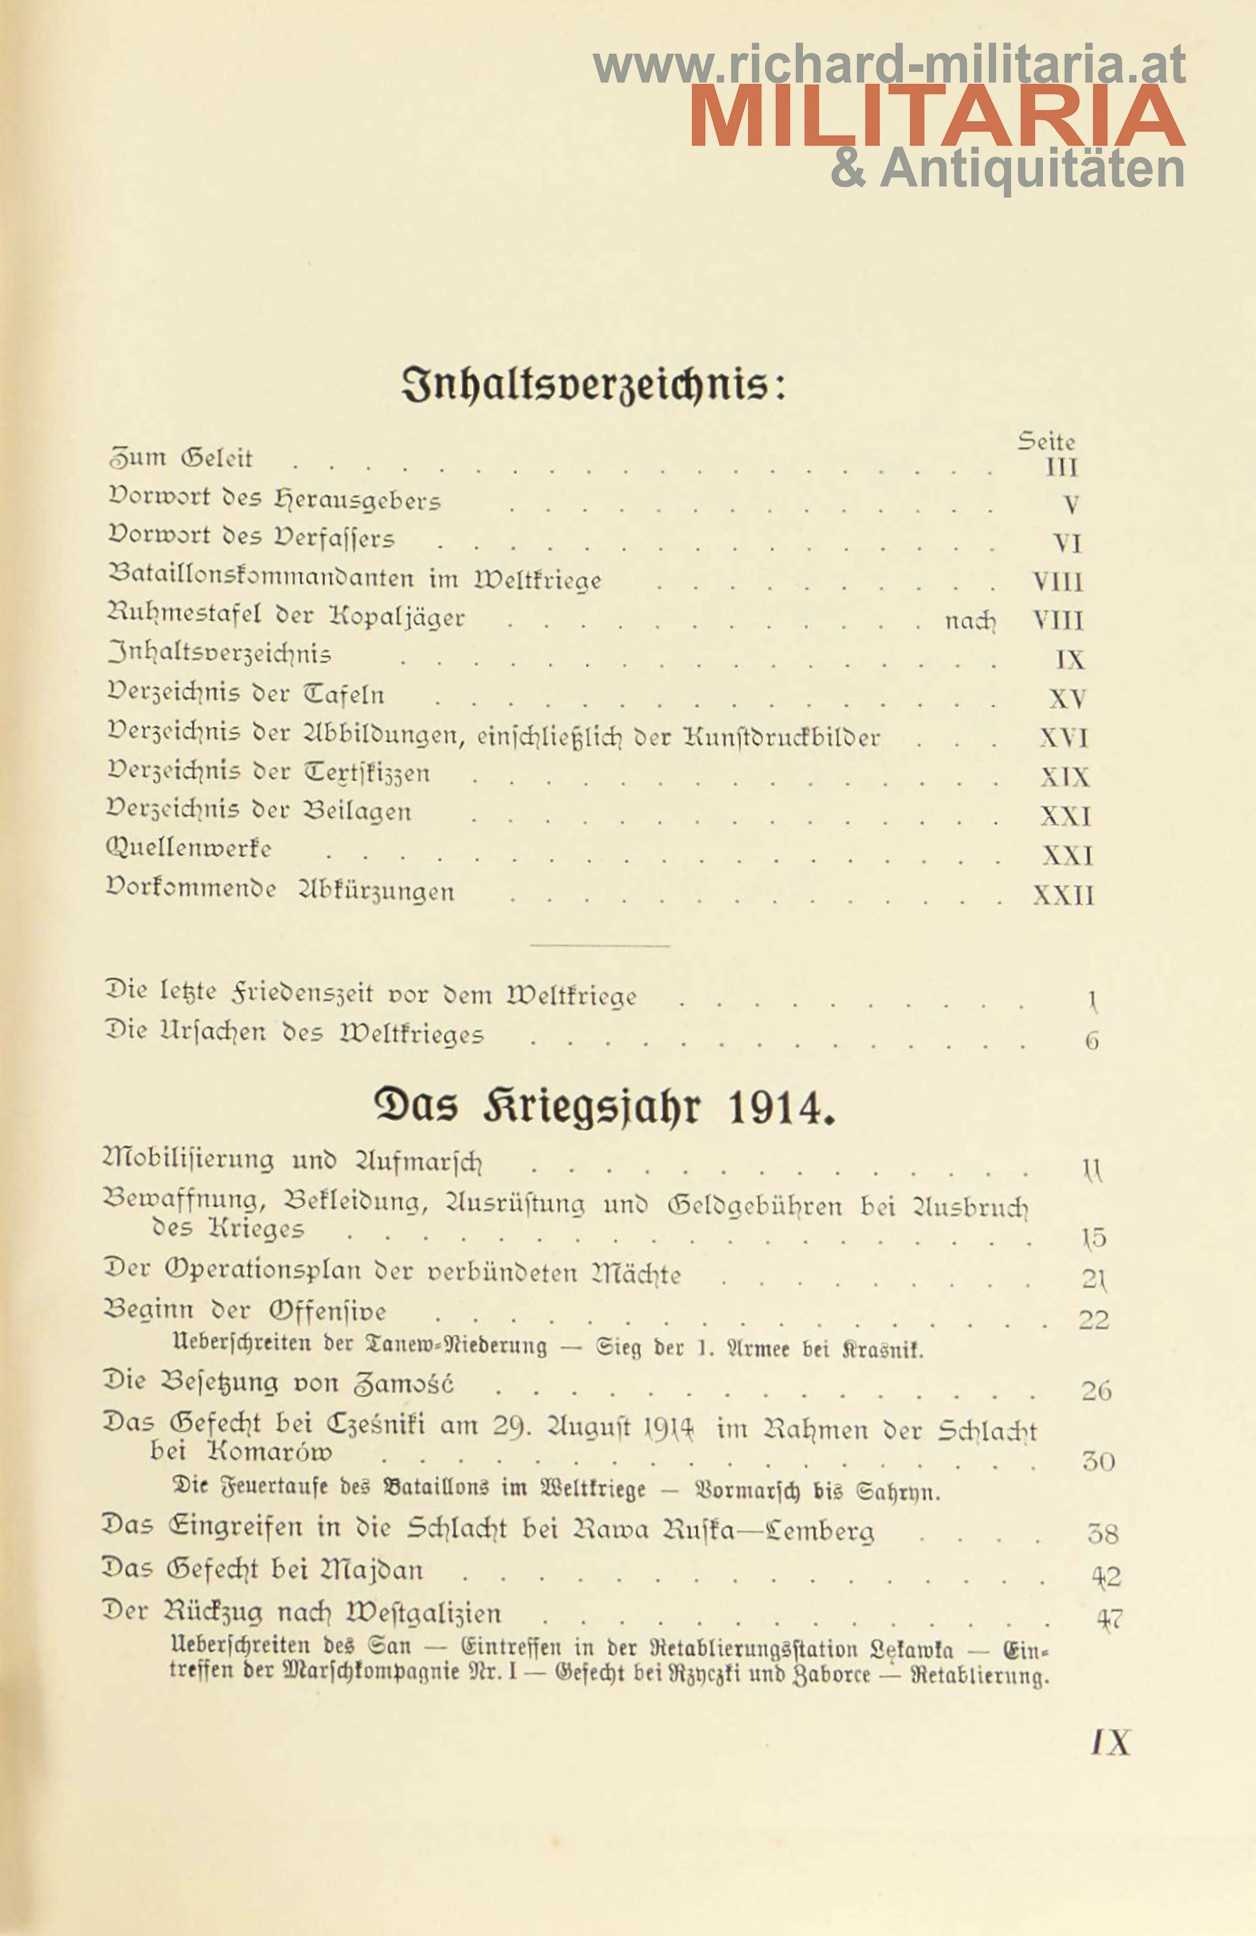 www.richard-militaria.at
MILITARIA
& Antiquitäten
Inhaltsverzeichnis:
Seite
Zum Geleit . . . . . . . . . . . . . . . . . . . . III
Vorwort des Herausgebers . . . . . . . . . . . . . . V
Vorwort des Verfassers . . . . . . . . . . . . . . . . VI
Bataillonskommandanten im Weltkriege . . . . . . . . . . VIII
Ruhmestafel der Kopaljäger . . . . . . . . . . . . nach VIII
Inhaltsverzeichnis . . . . . . . . . . . . . . . . . IX
Verzeichnis der Tafeln . . . . . . . . . . . . . . . . XV
Verzeichnis der Abbildungen, einschließlich der Kunstdruckbilder . . . XVI
Verzeichnis der Textskizzen . . . . . . . . . . . . . . . XIX
Verzeichnis der Beilagen . . . . . . . . . . . . . . . XXI
Quellenwerke . . . . . . . . . . . . . . . . . . . XXI
Vorkommende Abkürzungen . . . . . . . . . . . . . . XXII
Die letzte Friedenszeit vor dem Weltkriege . . . . . . . . . . 1
Die Ursachen des Weltkrieges . . . . . . . . . . . . . . 6
Das Kriegsjahr 1914.
Mobilisierung und Aufmarsch . . . . . . . . . . . . . . 11
Bewaffnung, Bekleidung, Ausrüstung und Geldgebühren bei Ausbruch
des Krieges . . . . . . . . . . . . . . . . . . . 15
Der Operationsplan der verbündeten Mächte . . . . . . . . . 21
Beginn der Offensive . . . . . . . . . . . . . . . . . 22
Ueberschreiten der Tanew-Niederung — Sieg der 1. Armee bei Krasnik.
Die Besetzung von Zamość . . . . . . . . . . . . . . . 26
Das Gefecht bei Cześniki am 29. August 1914 im Rahmen der Schlacht
bei Komarów . . . . . . . . . . . . . . . . . . 30
Die Feuertaufe des Bataillons im Weltkriege — Vormarsch bis Sahryn.
Das Eingreifen in die Schlacht bei Rawa Ruska—Lemberg . . . . 38
Das Gefecht bei Majdan . . . . . . . . . . . . . . . . 42
Der Rückzug nach Westgalizien . . . . . . . . . . . . . . 47
Ueberschreiten des San — Eintreffen in der Retablierungsstation Lękawka — Ein-
treffen der Marschkompagnie Nr. I — Gefecht bei Rzyczki und Zaborce — Retablierung.
IX